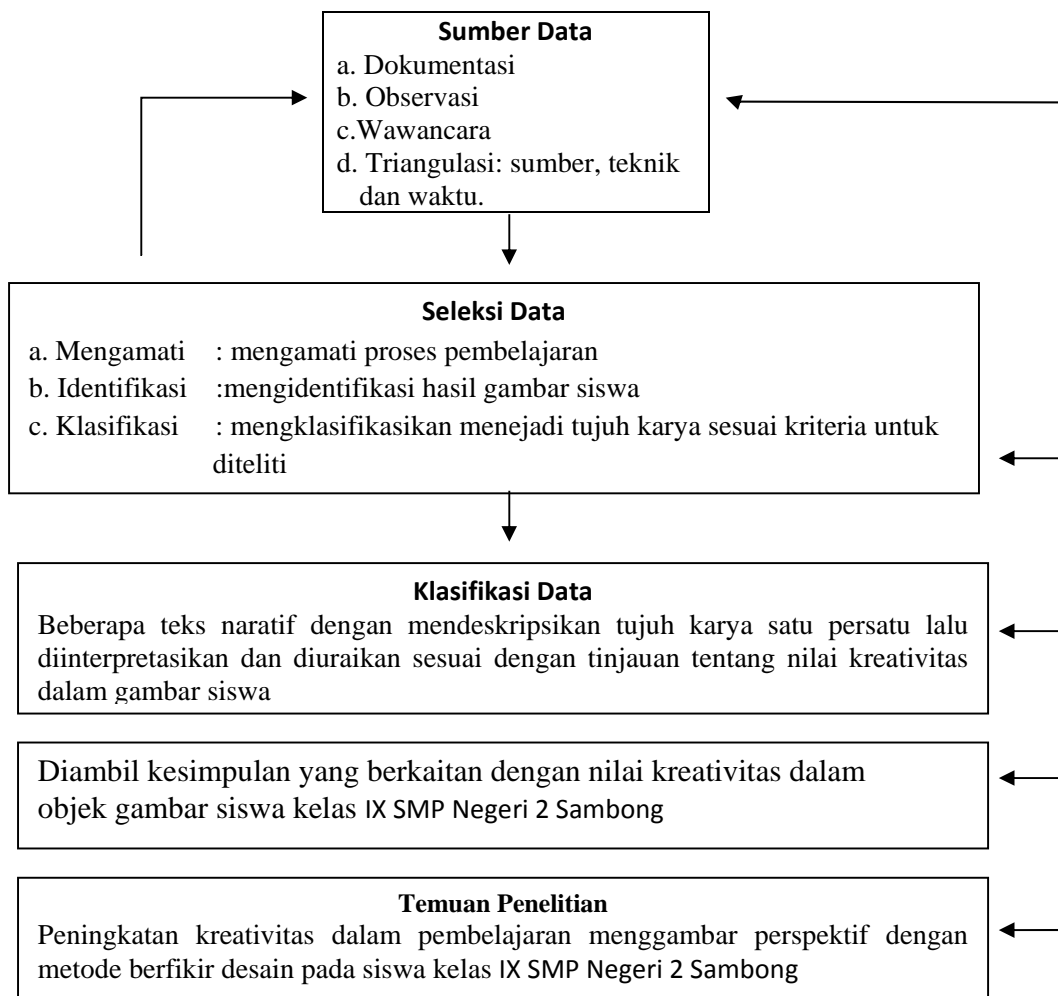 Sumber Data
a. Dokumentasi
b. Observasi
c.Wawancara
d. Triangulasi: sumber, teknik
dan waktu.
Seleksi Data
a. Mengamati : mengamati proses pembelajaran
b. Identifikasi :mengidentifikasi hasil gambar siswa
c. Klasifikasi : mengklasifikasikan menejadi tujuh karya sesuai kriteria untuk
diteliti
Klasifikasi Data
Beberapa teks naratif dengan mendeskripsikan tujuh karya satu persatu lalu
diinterpretasikan dan diuraikan sesuai dengan tinjauan tentang nilai kreativitas
dalam gambar siswa
Diambil kesimpulan yang berkaitan dengan nilai kreativitas dalam
objek gambar siswa kelas IX SMP Negeri 2 Sambong
Temuan Penelitian
Peningkatan kreativitas dalam pembelajaran menggambar perspektif dengan
metode berfikir desain pada siswa kelas IX SMP Negeri 2 Sambong